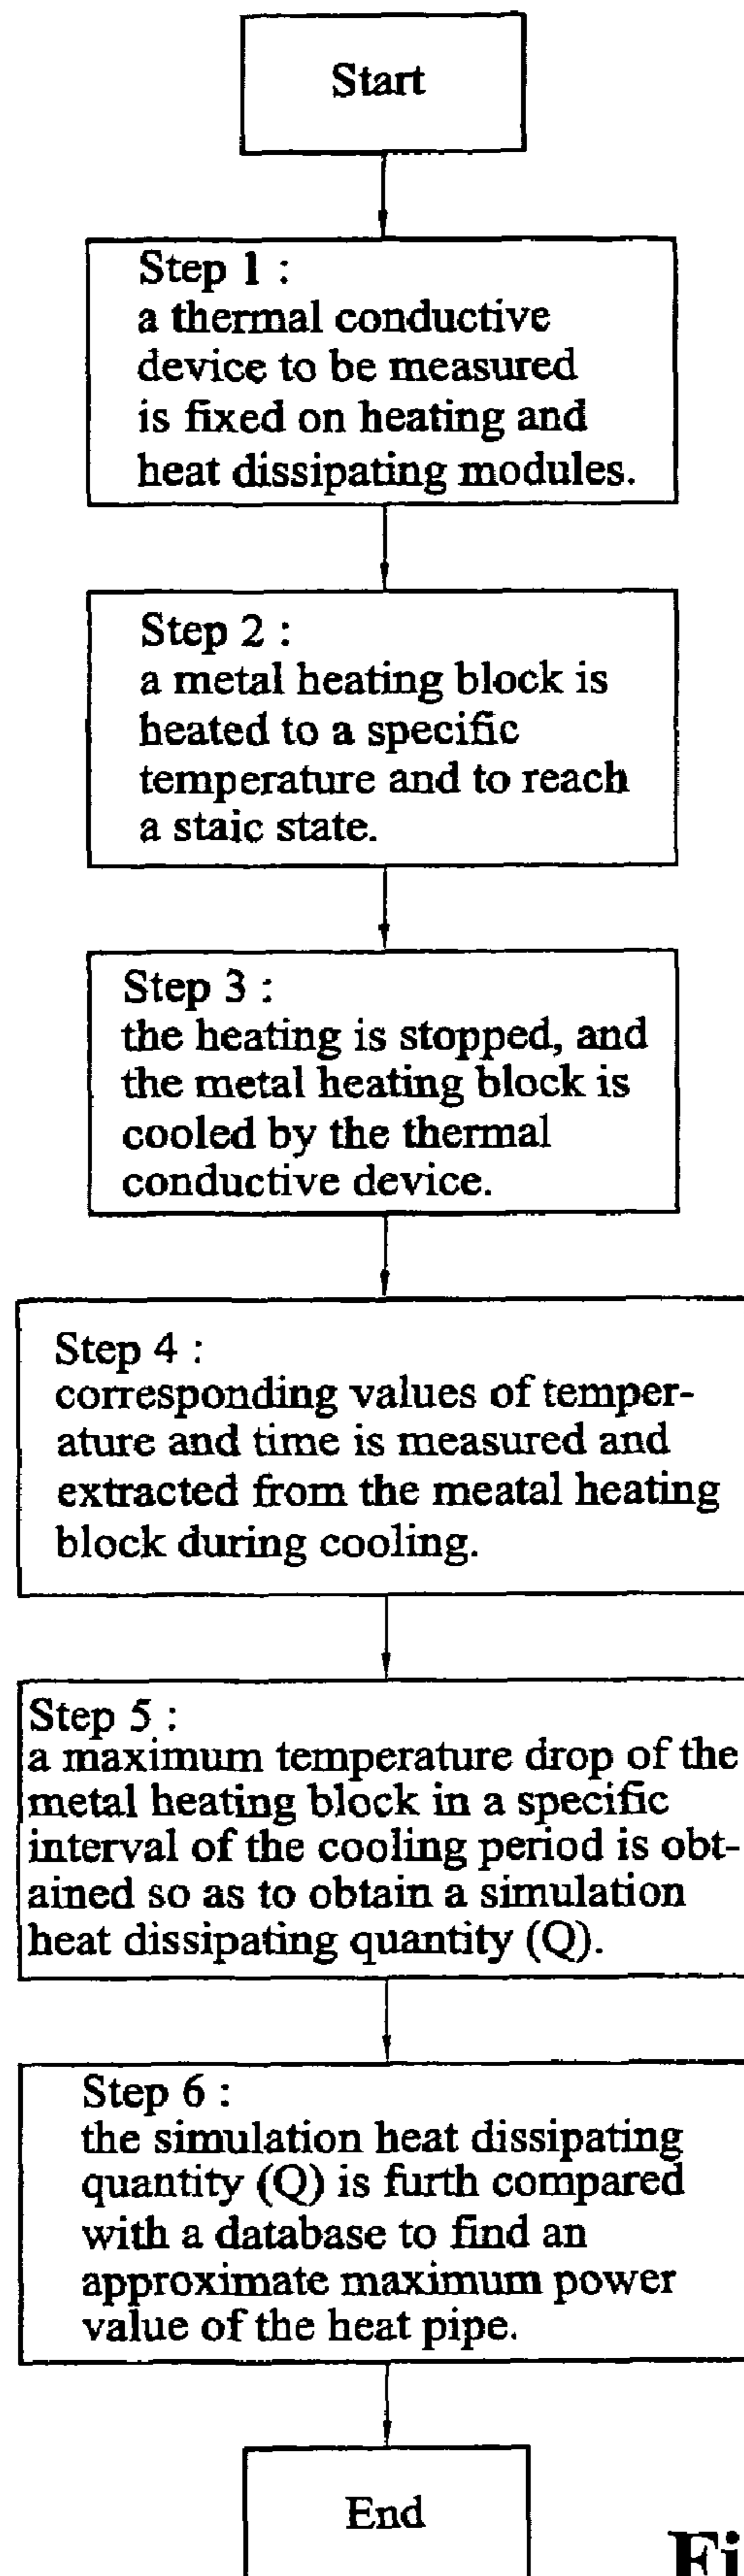 Start
Step 1 :
a thermal conductive
device to be measured
is fixed on heating and
heat dissipating modules.
Step 2 :
a metal heating block is
heated to a specific
temperature and to reach
a staic state.
Step 3 :
the heating is stopped, and
the metal heating block is
cooled by the thermal
conductive device.
Step 4 :
corresponding values of temper-
ature and time is measured and
extracted from the meatal heating
block during cooling.
Step 5 :
a maximum temperature drop of the
metal heating block in a specific
interval of the cooling period is obt-
ained so as to obtain a simulation
heat dissipating quantity (Q).
Step 6 :
the simulation heat dissipating
quantity (Q) is furth compared
with a database to find an
approximate maximum power
value of the heat pipe.
End